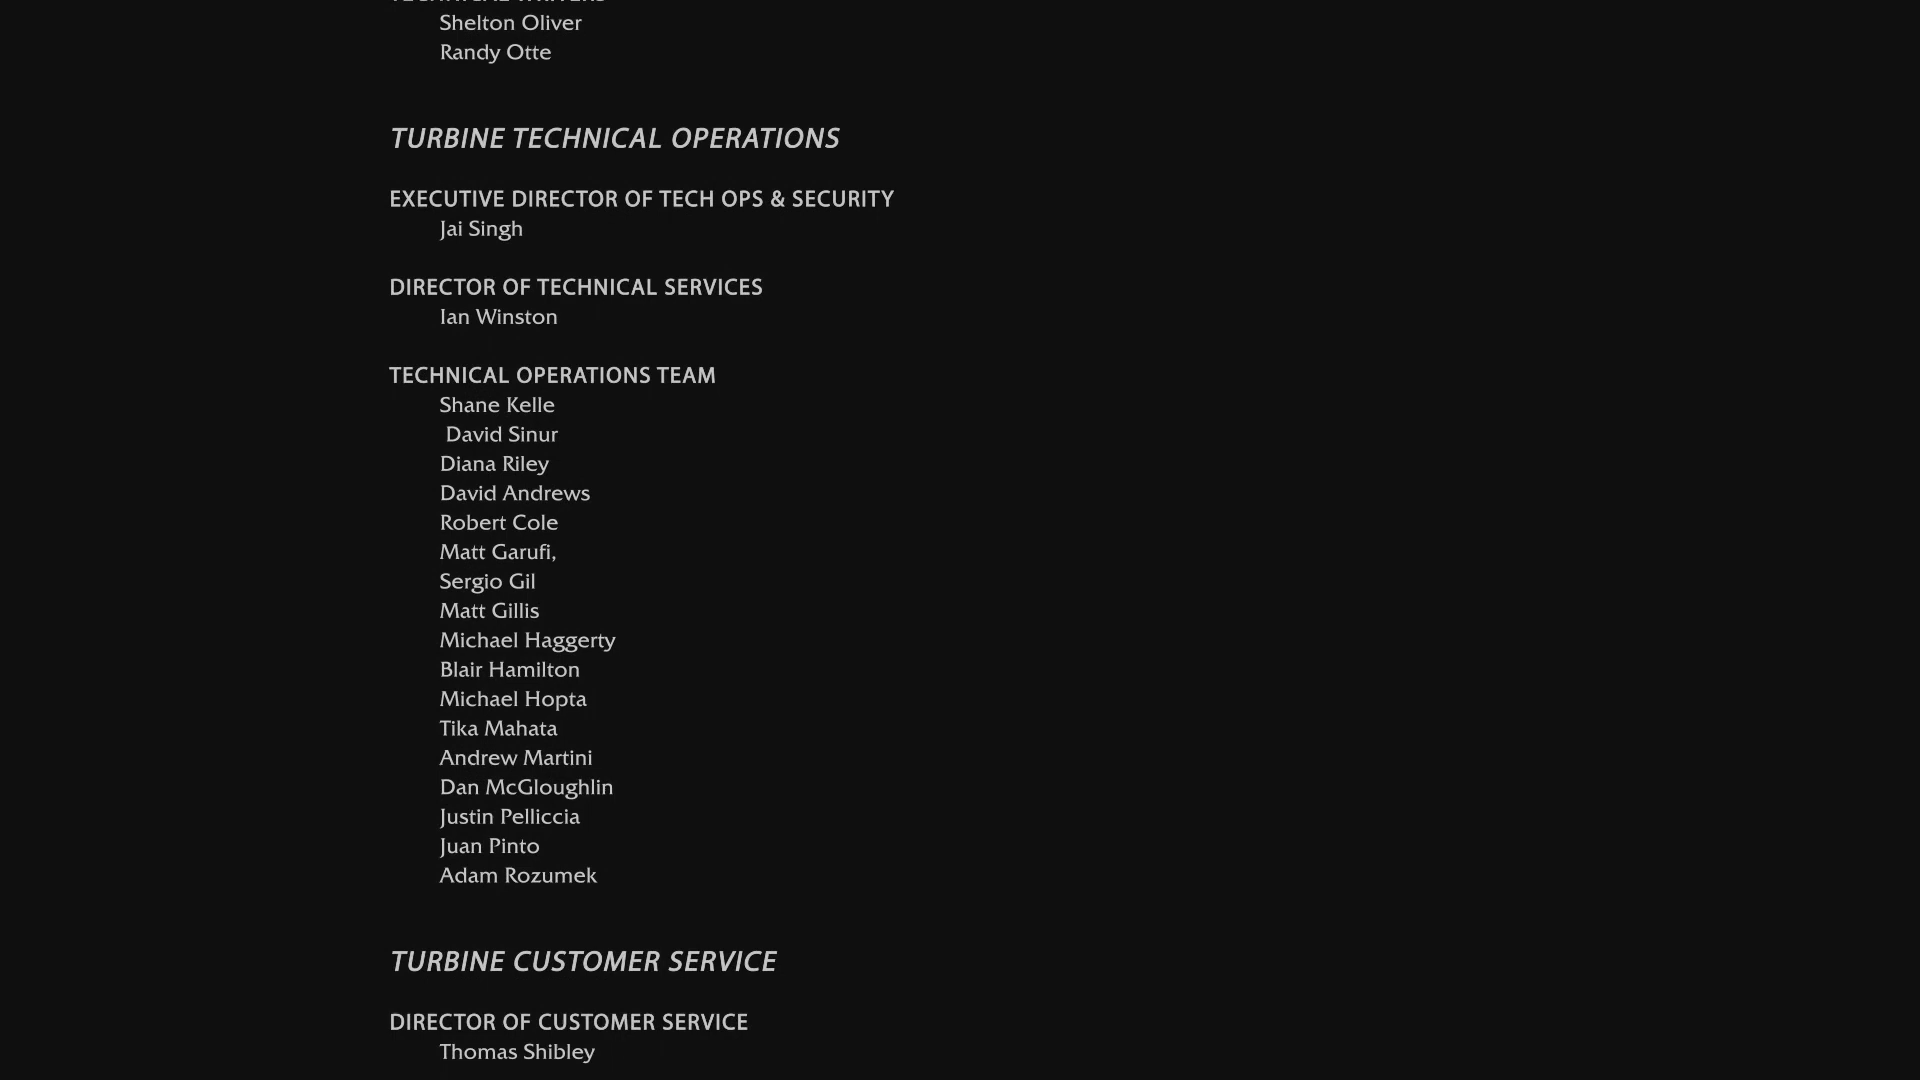 Shelton Oliver
Randy Otte
TURBINE TECHNICAL OPERATIONS
EXECUTIVE DIRECTOR OF TECH OPS & SECURITY
Jai Singh
DIRECTOR OF TECHNICAL SERVICES
Ian Winston
TECHNICAL OPERATIONS TEAM
Shane Kelle
David Sinur
Diana Riley
David Andrews
Robert Cole
Matt Garufi,
Sergio Gil
Matt Gillis
Michael Haggerty
Blair Hamilton
Michael Hopta
Tika Mahata
Andrew Martini
Dan McGloughlin
Justin Pelliccia
Juan Pinto
Adam Rozumek
TURBINE CUSTOMER SERVICE
DIRECTOR OF CUSTOMER SERVICE
Thomas Shibley